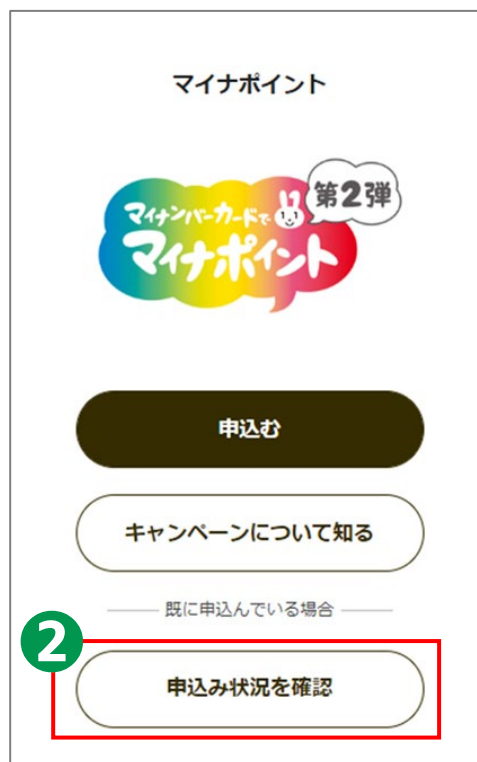 マイナポイント
第2弾
マイナンバーカードで
マイナポイント
申込む
キャンペーンについて知る
既に申込んでいる場合
2
申込み状況を確認